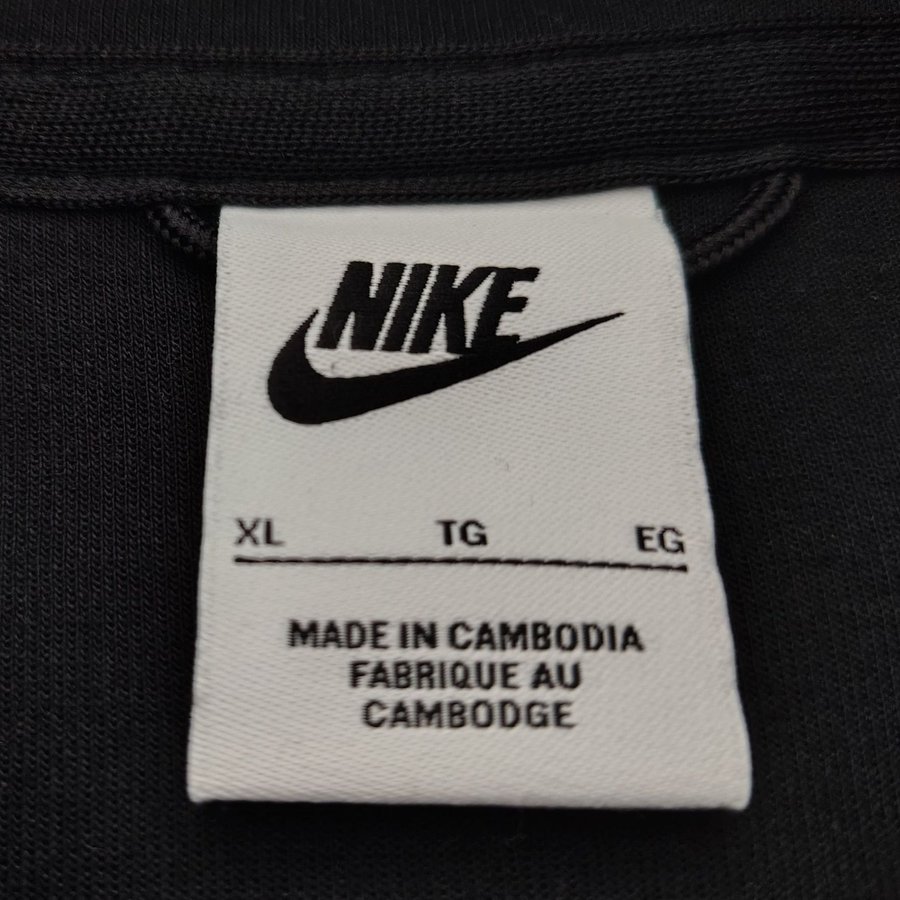 NIKE
XL TG EG
MADE IN CAMBODIA
FABRIQUE AU
CAMBODGE